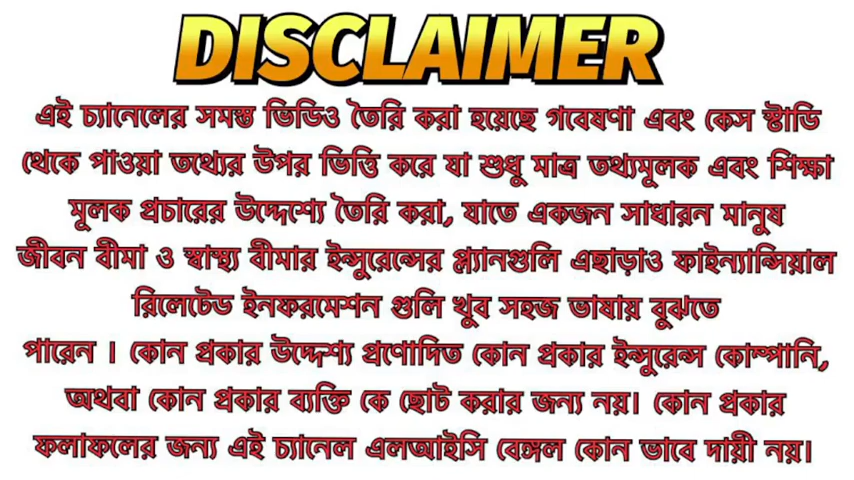 DISCLAIMER
এই চ্যানেলের সমস্ত ভিডিও তৈরি করা হয়েছে গবেষণা এবং কেস স্টাডি
থেকে পাওয়া তথ্যের উপর ভিত্তি করে যা শুধু মাত্র তথ্যমূলক এবং শিক্ষা
মূলক প্রচারের উদ্দেশ্যে তৈরি করা, যাতে একজন সাধারন মানুষ
জীবন বীমা ও স্বাস্থ্য বীমার ইন্সুরেন্সের প্ল্যানগুলি এছাড়াও ফাইন্যান্সিয়াল
রিলেটেড ইনফরমেশন গুলি খুব সহজ ভাষায় বুঝতে
পারেন । কোন প্রকার উদ্দেশ্য প্রণোদিত কোন প্রকার ইন্সুরেন্স কোম্পানি,
অথবা কোন প্রকার ব্যক্তি কে ছোট করার জন্য নয়। কোন প্রকার
ফলাফলের জন্য এই চ্যানেল এলআইসি বেঙ্গল কোন ভাবে দায়ী নয়।